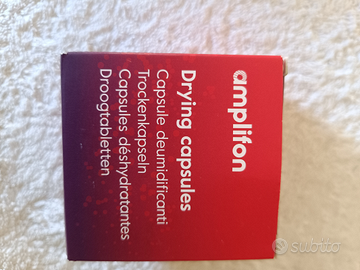 amplifon
Drying capsules
Capsule deumidificanti
Trockenkapseln
Capsules déshydratantes
Droogtabletten
subito